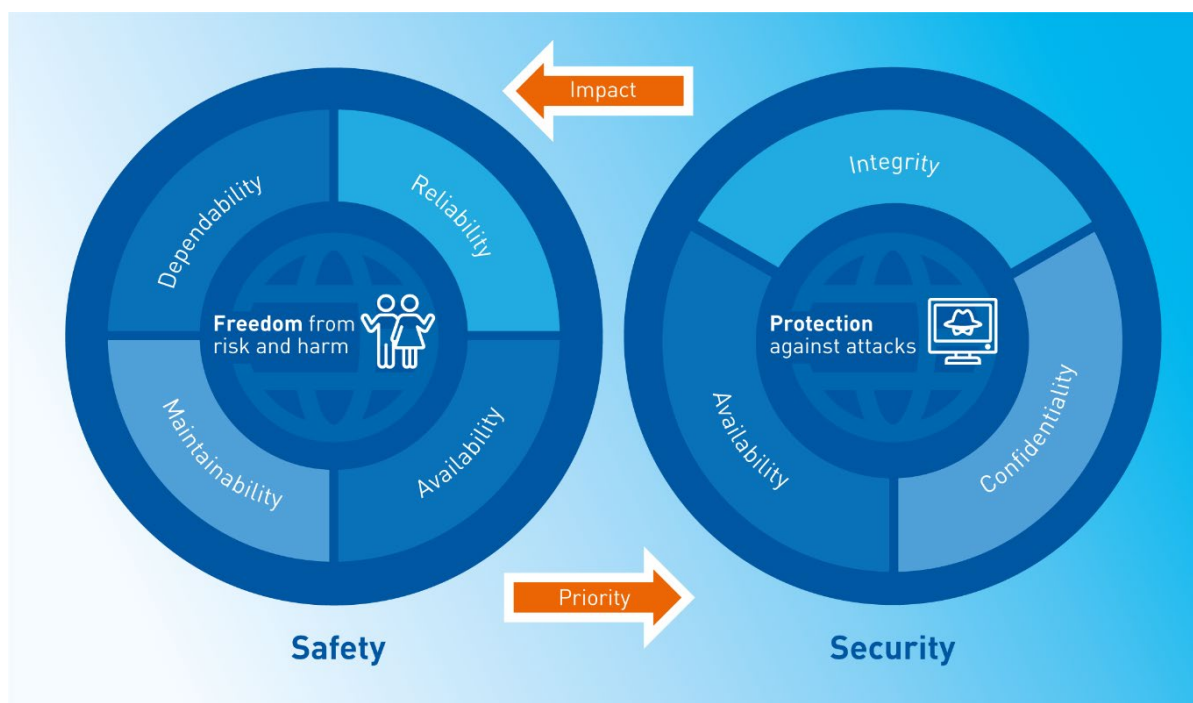 Impact
Dependability
Reliability
Freedom from
risk and harm
Maintainability
Availability
Integrity
Protection
against attacks
Availability
Confidentiality
Priority
Safety
Security